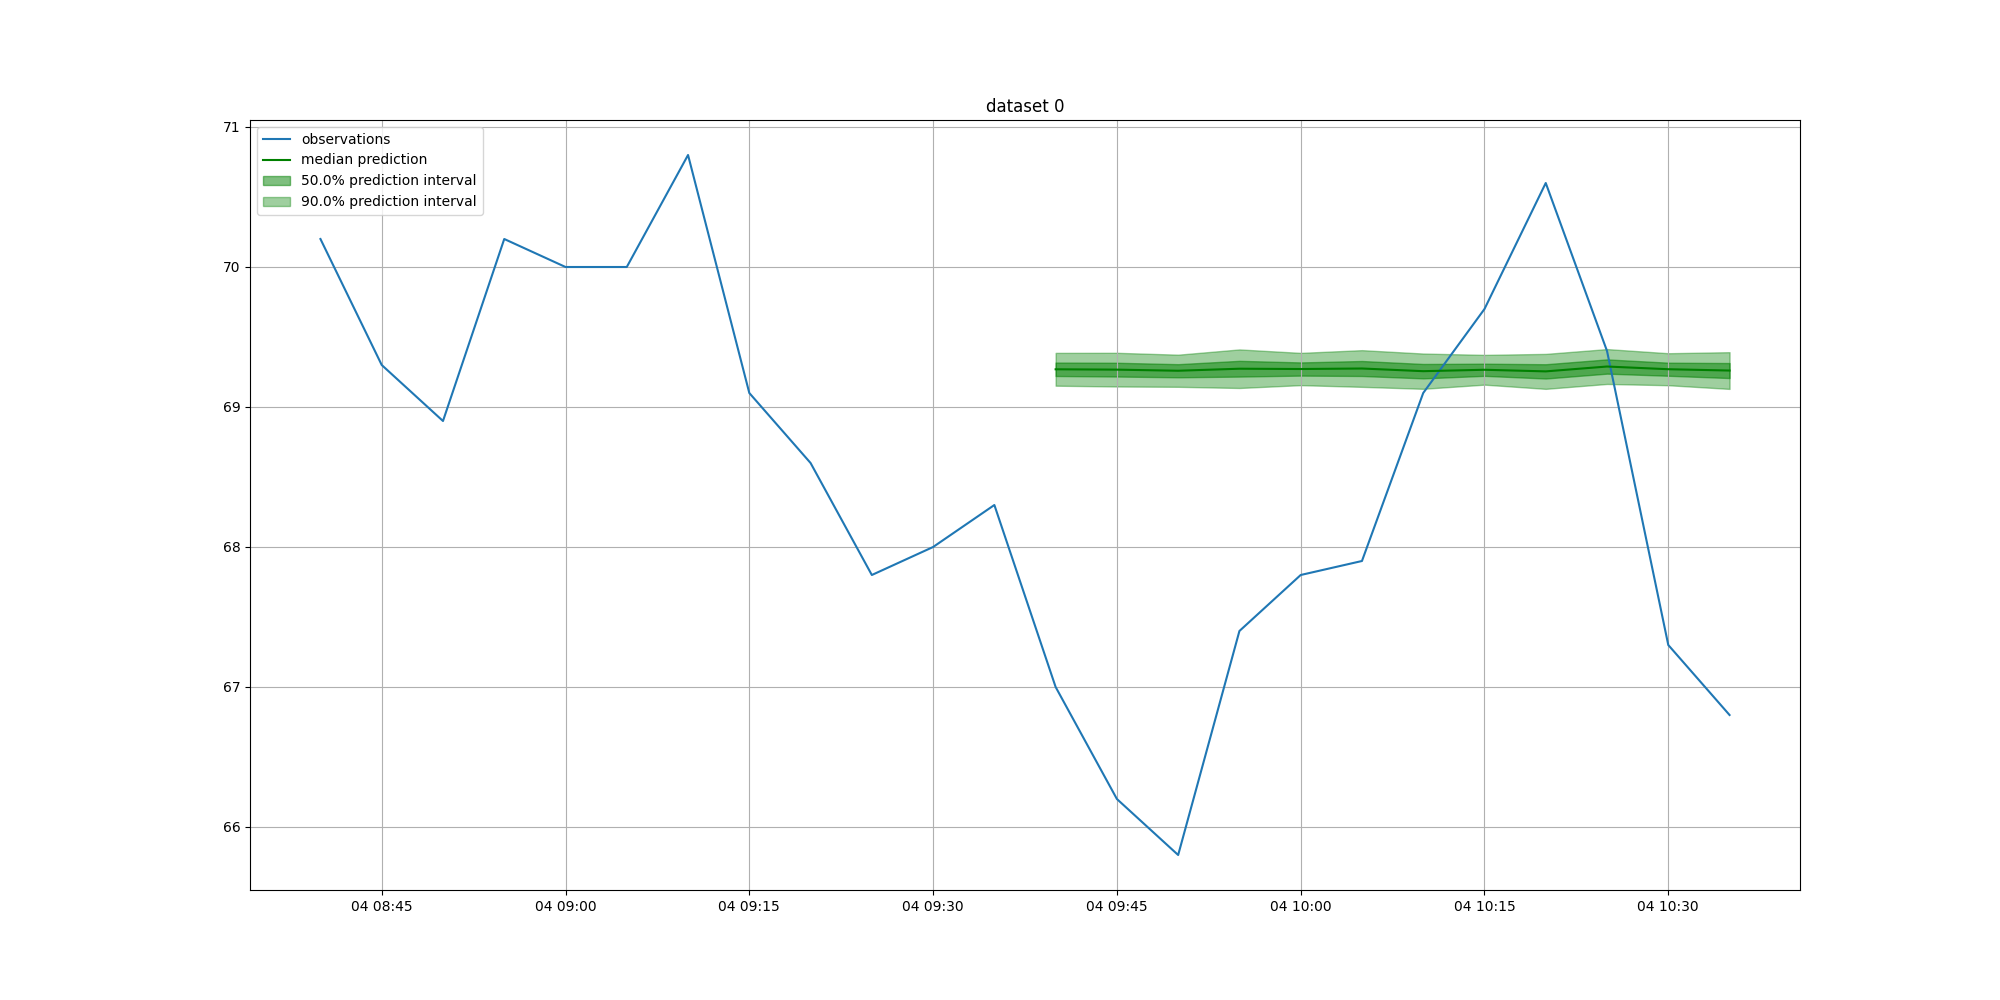 dataset 0
71
observations
median prediction
50.0% prediction interval
90.0% prediction interval
70
69
68
67
66
04 08:45 04 09:00 04 09:15 04 09:30 04 09:45 04 10:00 04 10:15 04 10:30